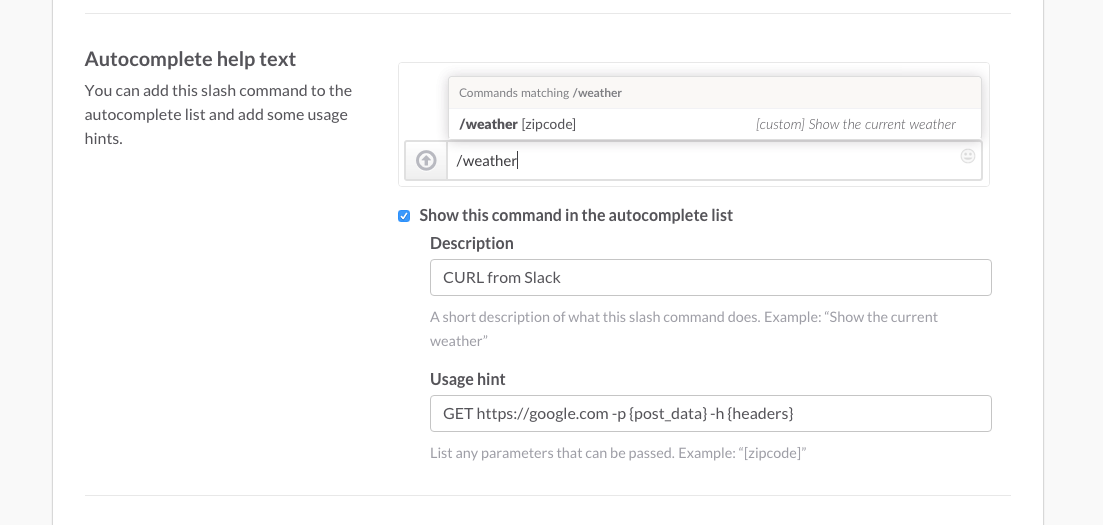 Autocomplete help text
You can add this slash command to the
autocomplete list and add some usage
hints.
Commands matching /weather
/weather [zipcode] [custom] Show the current weather
/weather
Show this command in the autocomplete list
Description
CURL from Slack
A short description of what this slash command does. Example: “Show the current
weather”
Usage hint
GET https://google.com -p {post_data} -h {headers}
List any parameters that can be passed. Example: “[zipcode]”